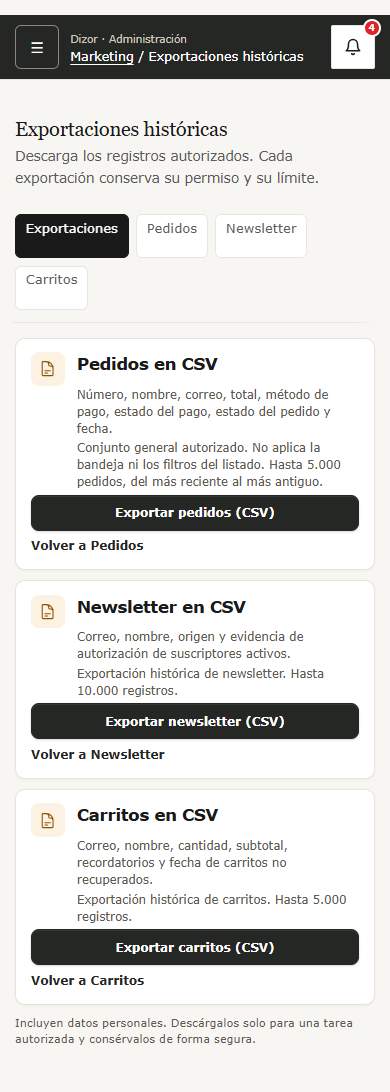 ☰
Dizor · Administración
Marketing / Exportaciones históricas
4
Exportaciones históricas
Descarga los registros autorizados. Cada
exportación conserva su permiso y su límite.
Exportaciones
Pedidos
Newsletter
Carritos
Pedidos en CSV
Número, nombre, correo, total, método de
pago, estado del pago, estado del pedido y
fecha.
Conjunto general autorizado. No aplica la
bandeja ni los filtros del listado. Hasta 5.000
pedidos, del más reciente al más antiguo.
Exportar pedidos (CSV)
Volver a Pedidos
Newsletter en CSV
Correo, nombre, origen y evidencia de
autorización de suscriptores activos.
Exportación histórica de newsletter. Hasta
10.000 registros.
Exportar newsletter (CSV)
Volver a Newsletter
Carritos en CSV
Correo, nombre, cantidad, subtotal,
recordatorios y fecha de carritos no
recuperados.
Exportación histórica de carritos. Hasta 5.000
registros.
Exportar carritos (CSV)
Volver a Carritos
Incluyen datos personales. Descárgalos solo para una tarea
autorizada y consérvalos de forma segura.